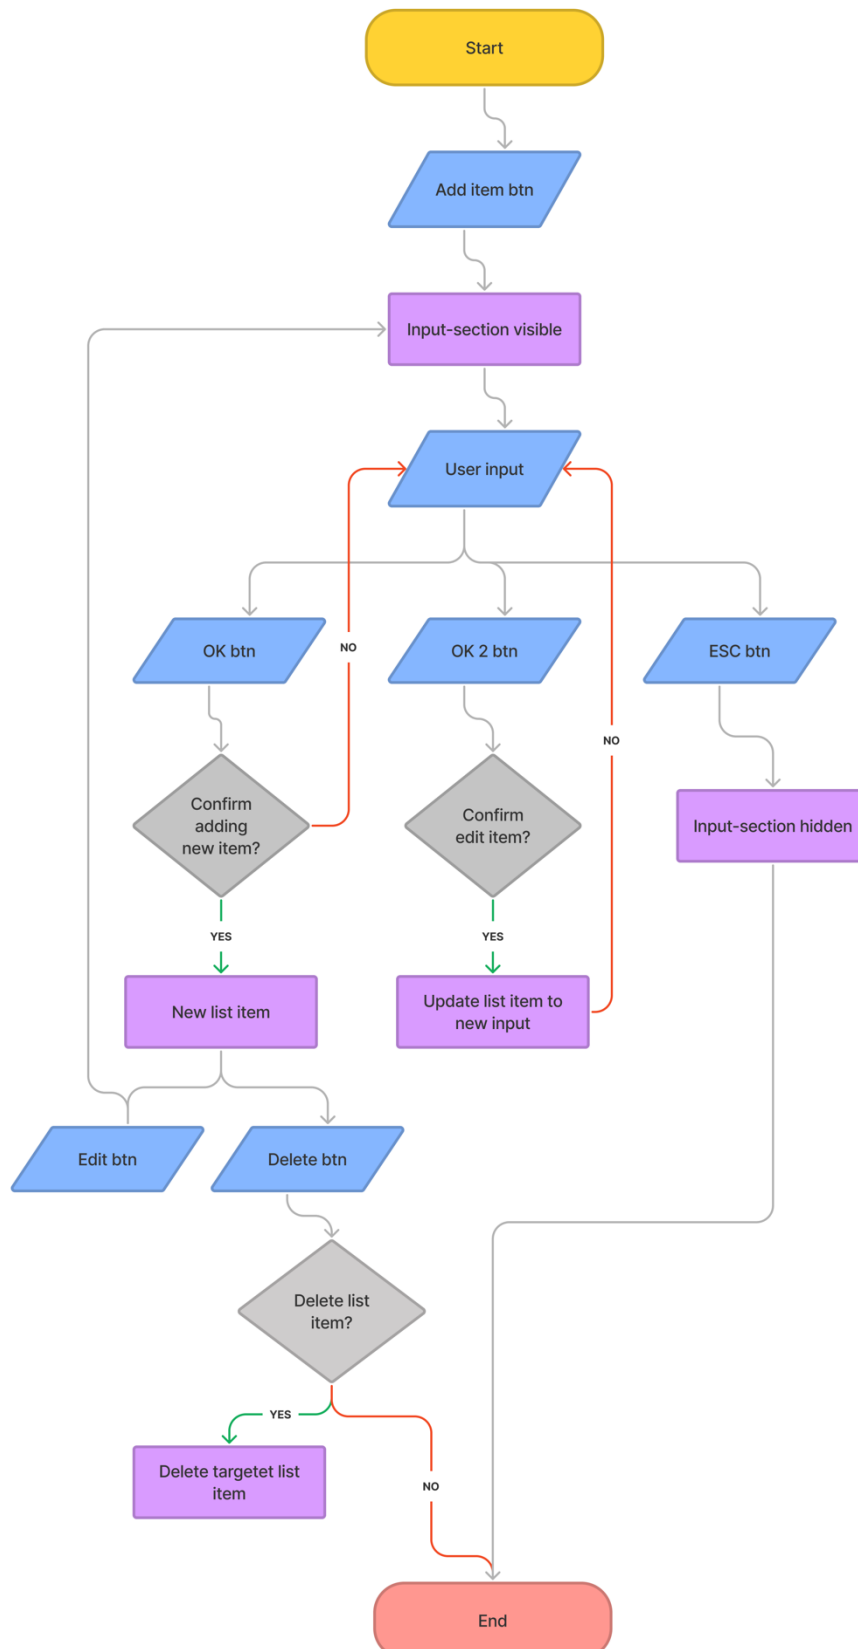 Start
Add item btn
Input-section visible
User input
OK btn
NO
OK 2 btn
ESC btn
NO
Confirm
adding
new item?
Confirm
edit item?
Input-section hidden
YES
YES
New list item
Update list item to
new input
Edit btn
Delete btn
Delete list
item?
YES
Delete targetet list
item
NO
End